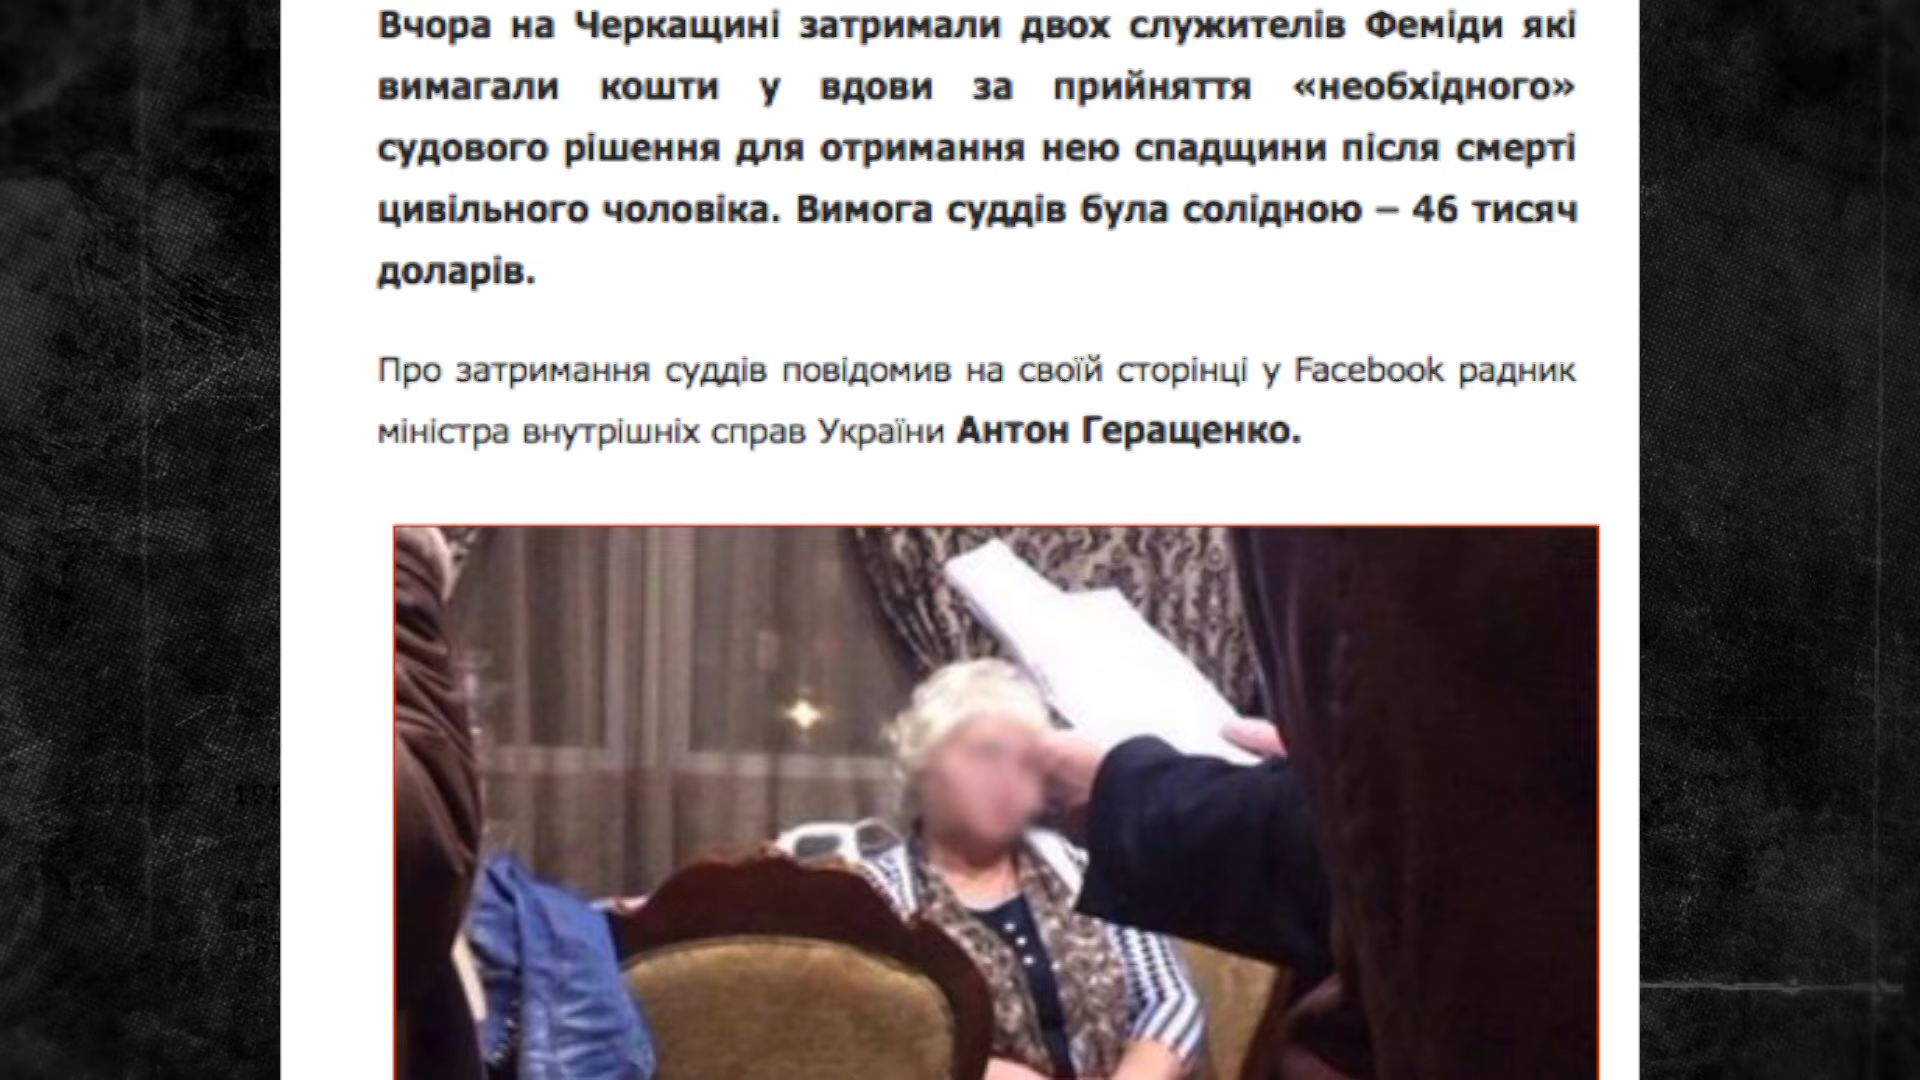 Вчора на Черкащині затримали двох служителів Феміди які
вимагали кошти у вдови за прийняття «необхідного»
судового рішення для отримання нею спадщини після смерті
цивільного чоловіка. Вимога суддів була солідною – 46 тисяч
доларів.
Про затримання суддів повідомив на своїй сторінці у Facebook радник
міністра внутрішніх справ України Антон Геращенко.